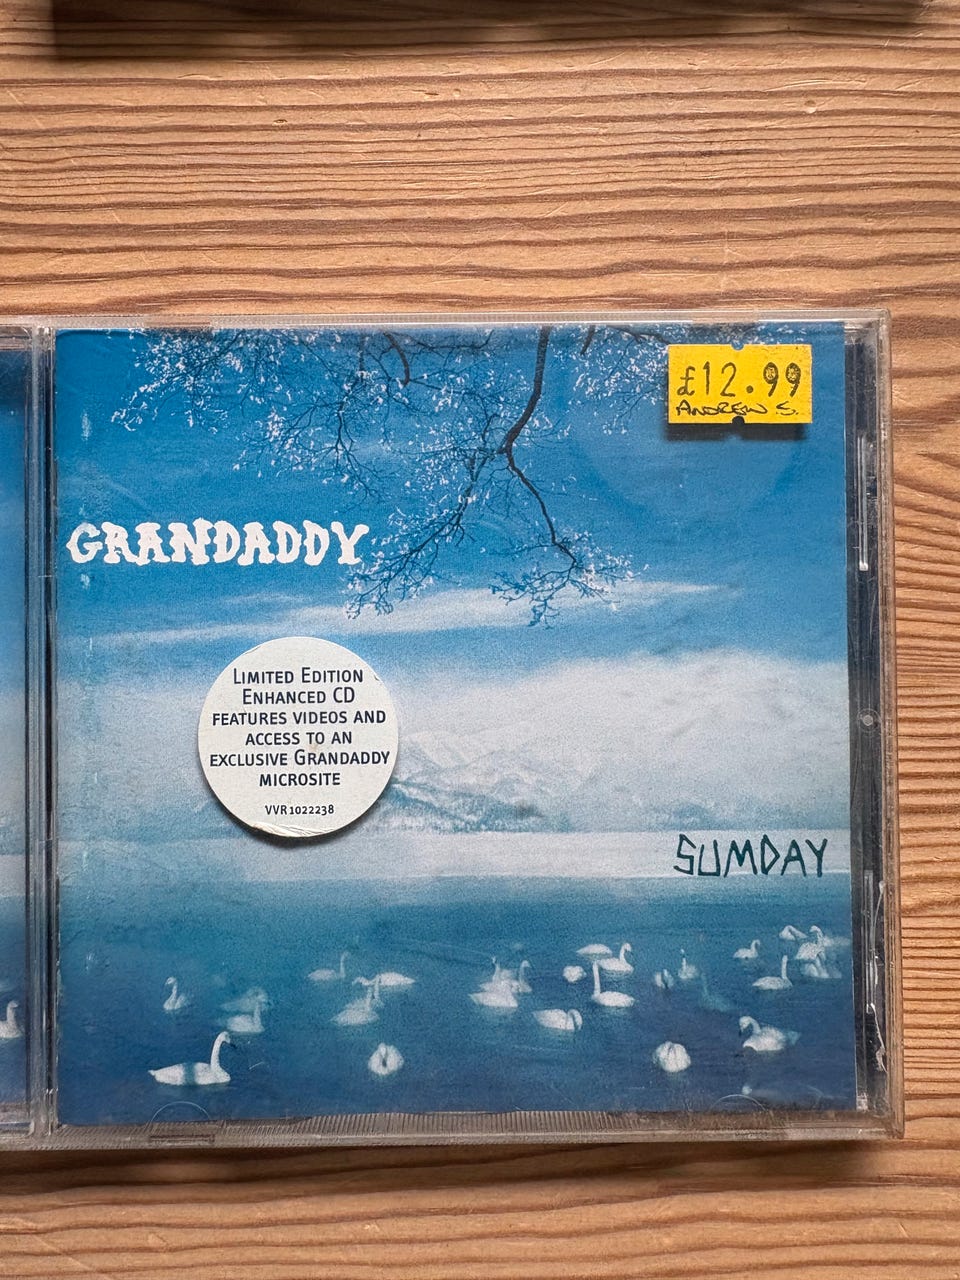 £12.99
ANDREW S.
GRANDADDY
LIMITED EDITION
ENHANCED CD
FEATURES VIDEOS AND
ACCESS TO AN
EXCLUSIVE GRANDADDY
MICROSITE
VVR1022238
SUMDAY